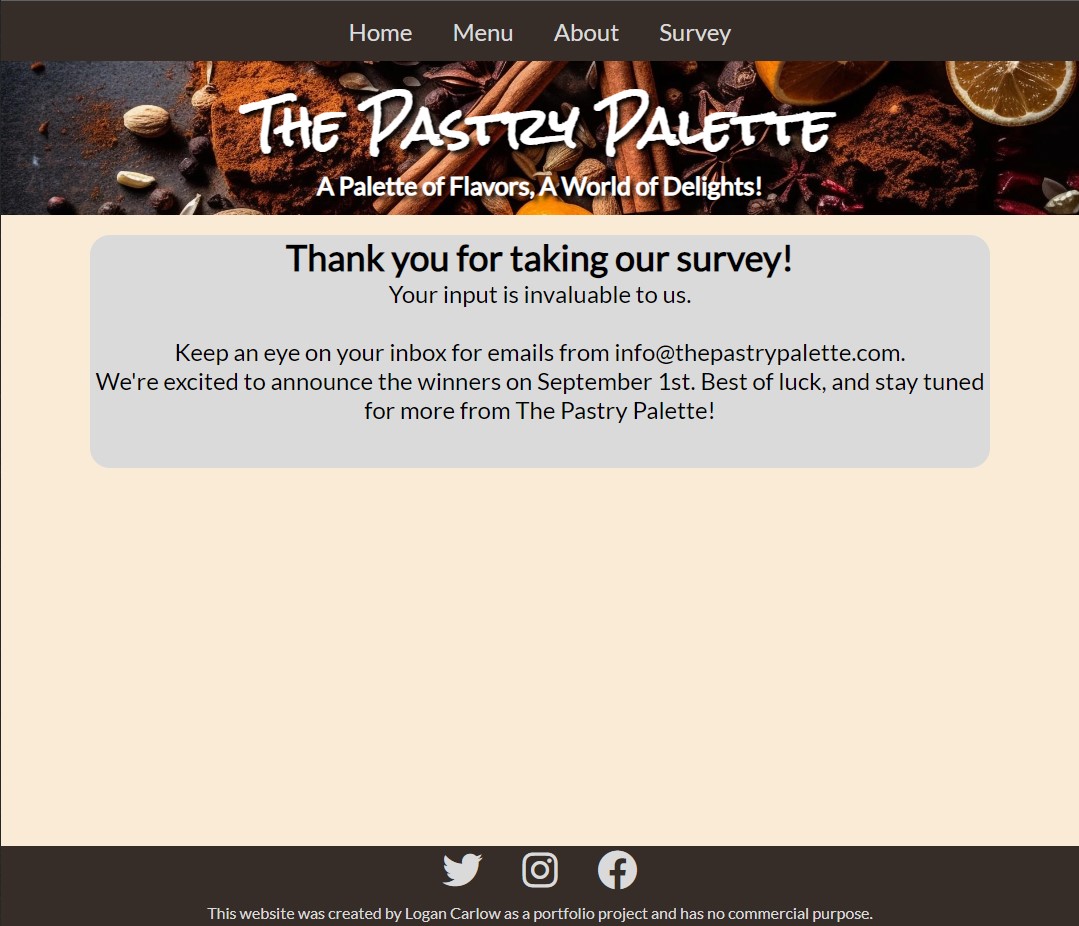 Home Menu About Survey
The Pastry Palette
A Palette of Flavors, A World of Delights!
Thank you for taking our survey!
Your input is invaluable to us.
Keep an eye on your inbox for emails from info@thepastrypalette.com.
We're excited to announce the winners on September 1st. Best of luck, and stay tuned
for more from The Pastry Palette!
This website was created by Logan Carlow as a portfolio project and has no commercial purpose.